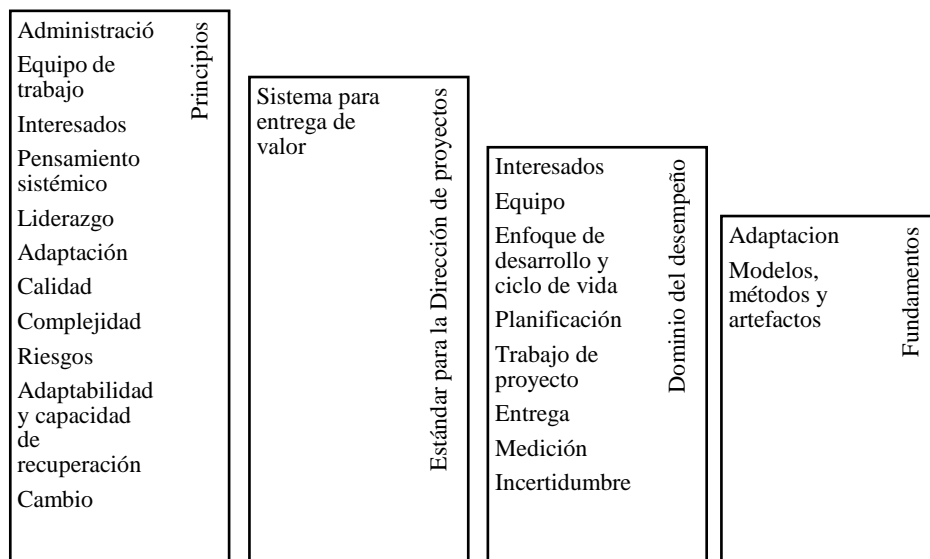 Administració
Equipo de
trabajo
Interesados
Pensamiento
sistémico
Liderazgo
Adaptación
Calidad
Complejidad
Riesgos
Adaptabilidad
y capacidad
de
recuperación
Cambio
Principios
Sistema para
entrega de
valor
Estándar para la Dirección de proyectos
Interesados
Equipo
Enfoque de
desarrollo y
ciclo de vida
Planificación
Trabajo de
proyecto
Entrega
Medición
Incertidumbre
Dominio del desempeño
Adaptacion
Modelos,
métodos y
artefactos
Fundamentos